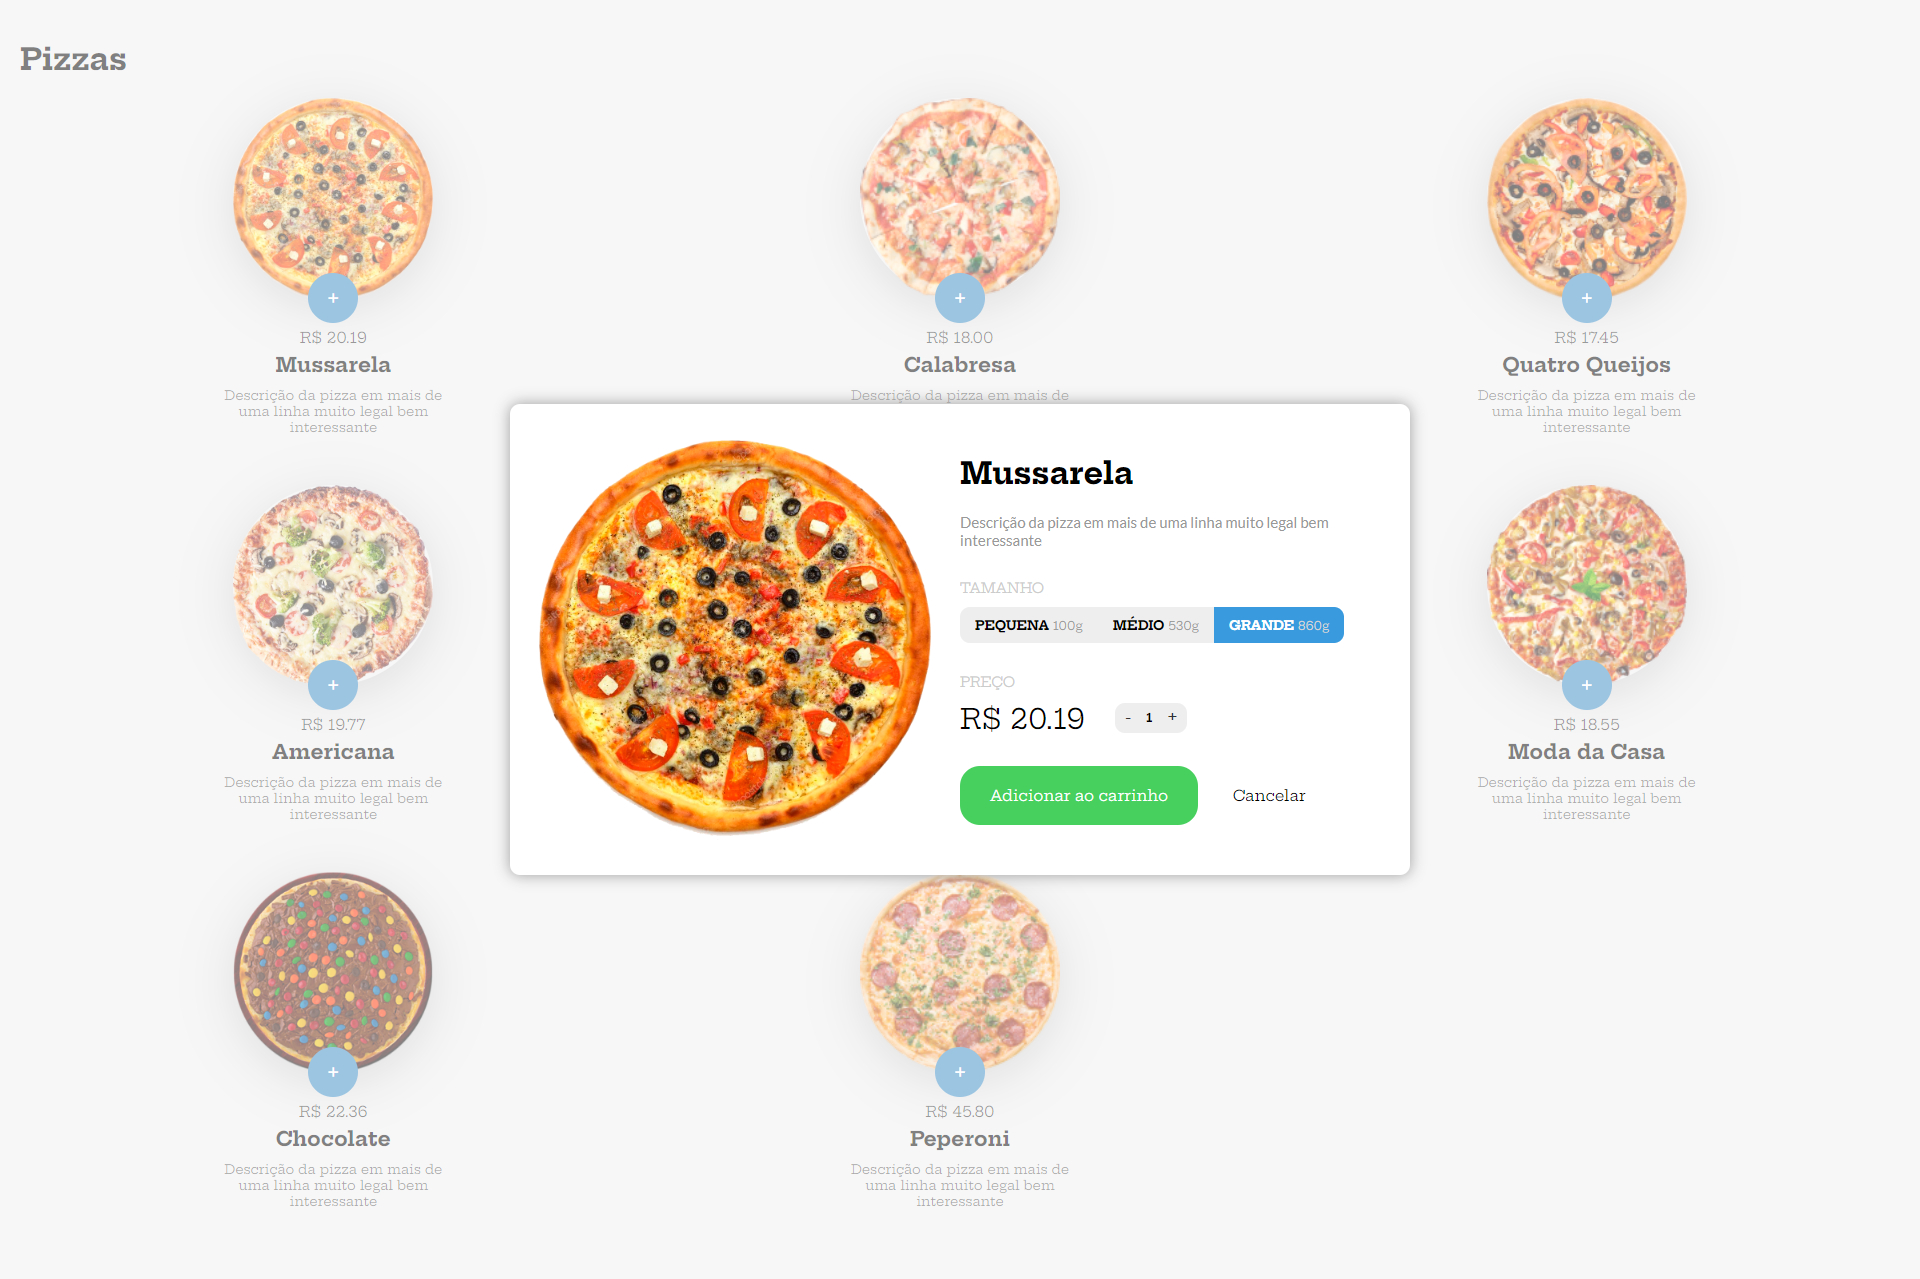 Pizzas
+
R$ 20.19
Mussarela
Descrição da pizza em mais de
uma linha muito legal bem
interessante
+
R$ 18.00
Calabresa
Descrição da pizza em mais de
+
R$ 17.45
Quatro Queijos
Descrição da pizza em mais de
uma linha muito legal bem
interessante
Mussarela
Descrição da pizza em mais de uma linha muito legal bem
interessante
TAMANHO
PEQUENA 100g MÉDIO 530g GRANDE 860g
PREÇO
R$ 20.19 - 1 +
Adicionar ao carrinho Cancelar
+
R$ 19.77
Americana
Descrição da pizza em mais de
uma linha muito legal bem
interessante
+
R$ 18.55
Moda da Casa
Descrição da pizza em mais de
uma linha muito legal bem
interessante
+
R$ 22.36
Chocolate
Descrição da pizza em mais de
uma linha muito legal bem
interessante
+
R$ 45.80
Peperoni
Descrição da pizza em mais de
uma linha muito legal bem
interessante